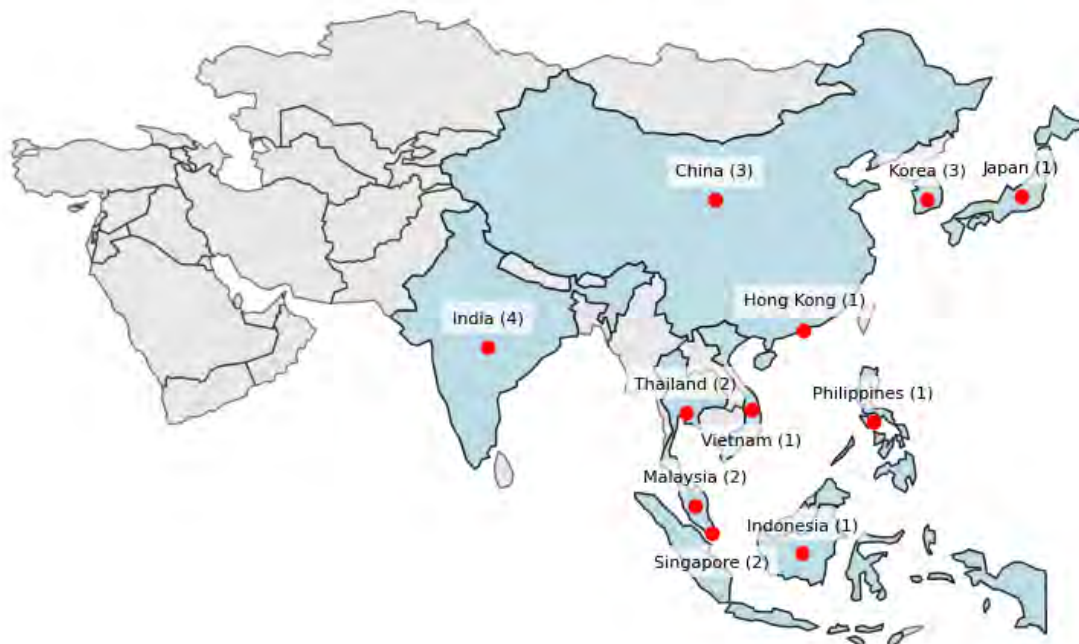 China (3)
Korea (3)
Japan (1)
Hong Kong (1)
India (4)
Thailand (2)
Philippines (1)
Vietnam (1)
Malaysia (2)
Indonesia (1)
Singapore (2)